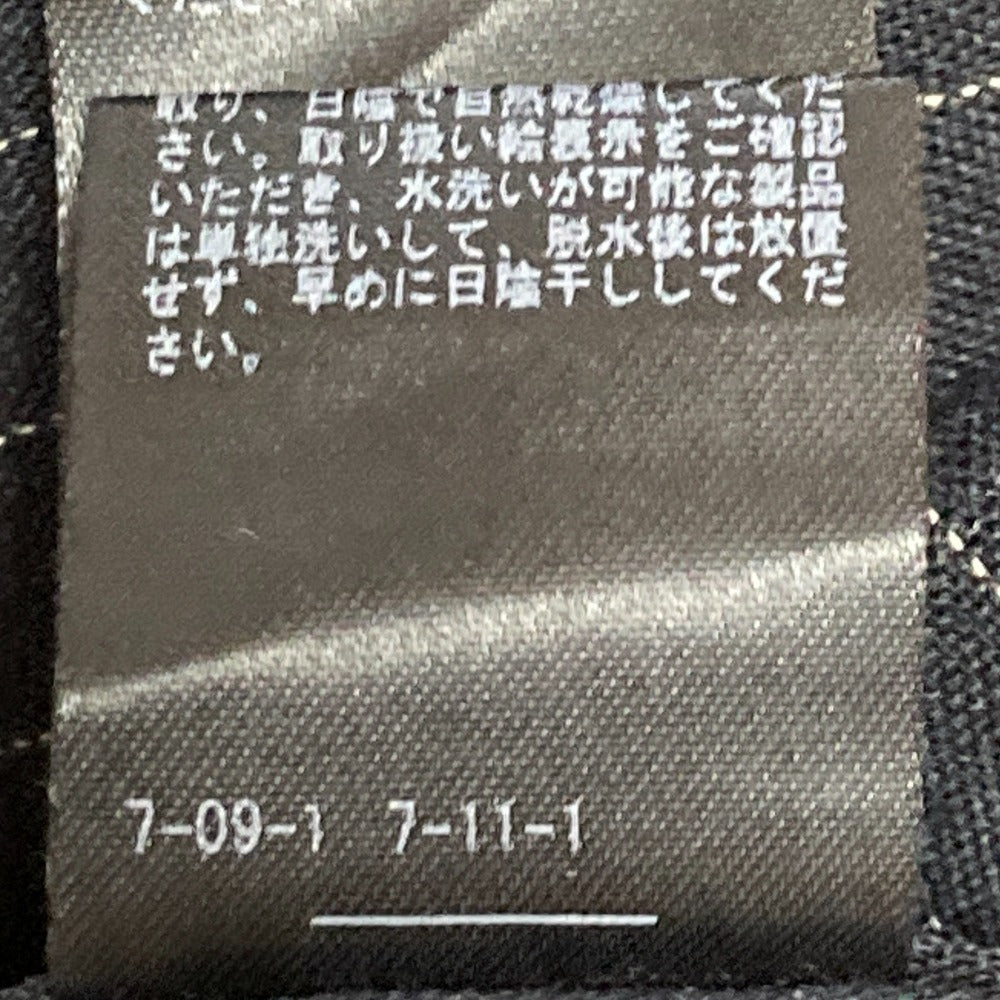 取り、日陰で自然乾燥してくだ
さい。取り扱い絵表示をご確認
いただき、水洗いが可能な製品
は単独洗いして、脱水後は放置
せず、早めに日陰干ししてくだ
さい。
7-09-1 7-11-1